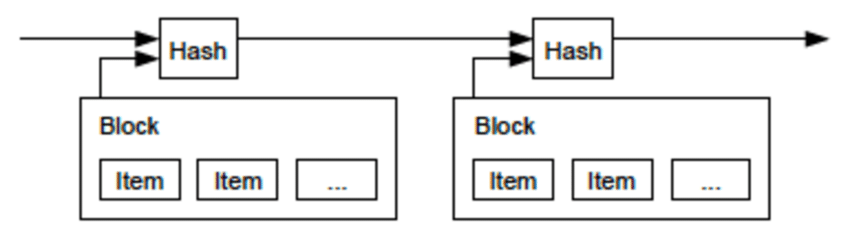 Hash Hash
Block Block
Item Item ... Item Item ...